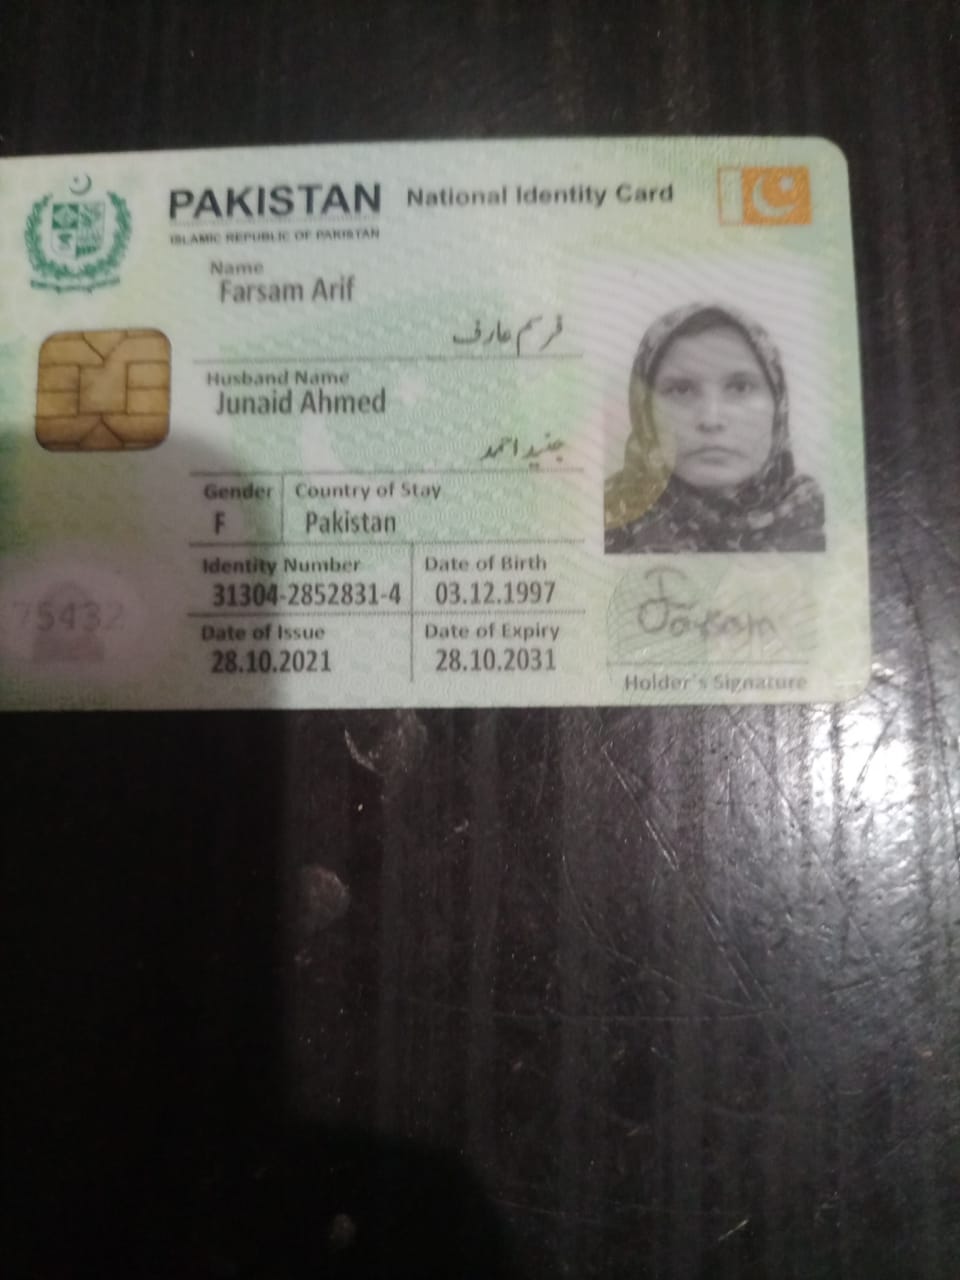 PAKISTAN National Identity Card
ISLAMIC REPUBLIC OF PAKISTAN
Name
Farsam Arif
فرسم عارف
Husband Name
Junaid Ahmed
جنید احمد
Gender Country of Stay
F Pakistan
Identity Number Date of Birth
31304-2852831-4 03.12.1997
Date of Issue Date of Expiry
28.10.2021 28.10.2031
75432
Farsam
Holder's Signature